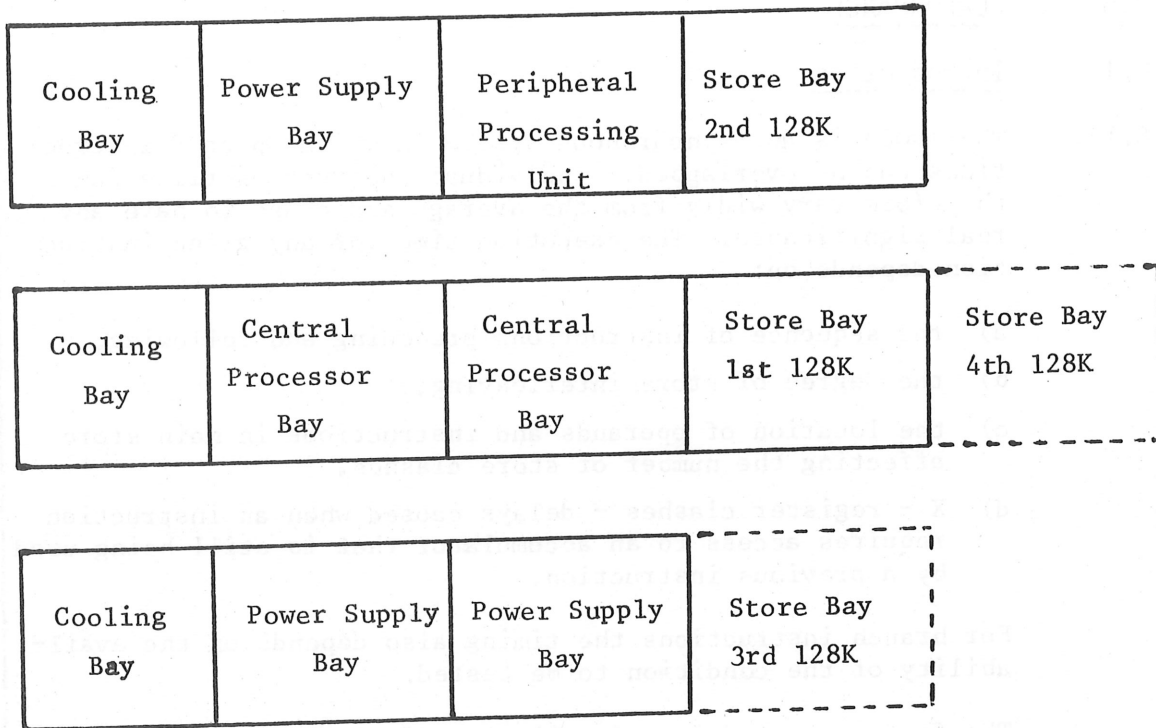 Cooling
Bay
Power Supply
Bay
Peripheral
Processing
Unit
Store Bay
2nd 128K
Cooling
Bay
Central
Processor
Bay
Central
Processor
Bay
Store Bay
1st 128K
Store Bay
4th 128K
Cooling
Bay
Power Supply
Bay
Power Supply
Bay
Store Bay
3rd 128K